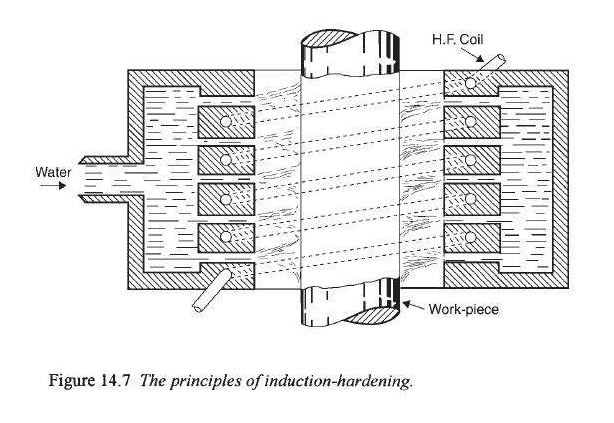 H.F. Coil
Water
Work-piece
Figure 14.7 The principles of induction-hardening.